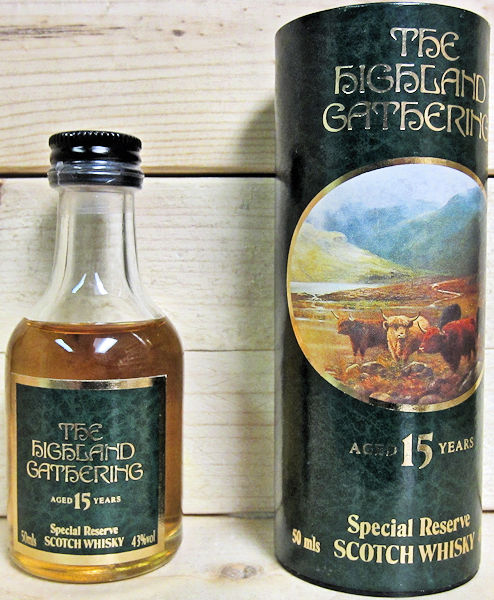 THE
HIGHLAND
GATHERING
AGED 15 YEARS
Special Reserve
50mls SCOTCH WHISKY 43%vol
THE
HIGHLAND
GATHERING
AGED 15 YEARS
Special Reserve
50 mls SCOTCH WHISKY